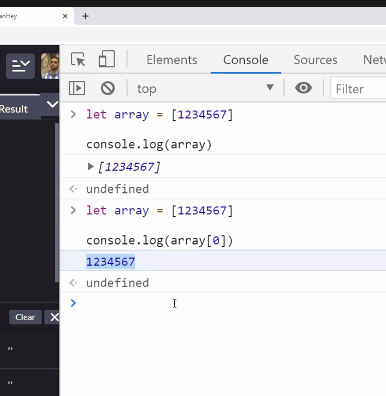 anHey
Elements Console Sources Netw
top Filter
Result
let array = [1234567]
console.log(array)
[1234567]
undefined
let array = [1234567]
console.log(array[0])
1234567
undefined
Clear
"
"